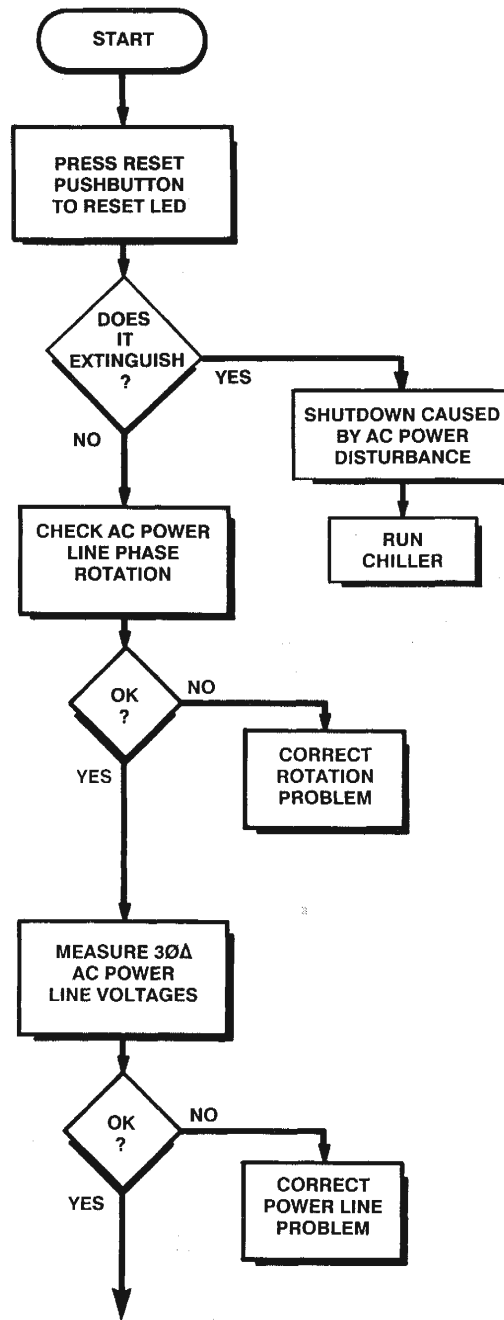 START
PRESS RESET
PUSHBUTTON
TO RESET LED
DOES
IT
EXTINGUISH
?
YES
NO
SHUTDOWN CAUSED
BY AC POWER
DISTURBANCE
RUN
CHILLER
CHECK AC POWER
LINE PHASE
ROTATION
OK
?
NO
YES
CORRECT
ROTATION
PROBLEM
MEASURE 3ØΔ
AC POWER
LINE VOLTAGES
OK
?
NO
YES
CORRECT
POWER LINE
PROBLEM